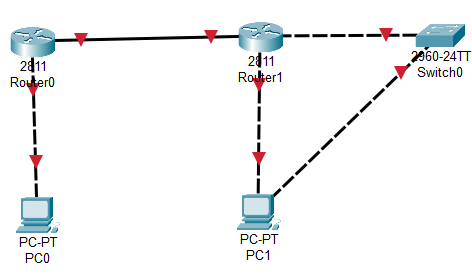 2811
Router0
2811
Router1
2960-24TT
Switch0
PC-PT
PC0
PC-PT
PC1